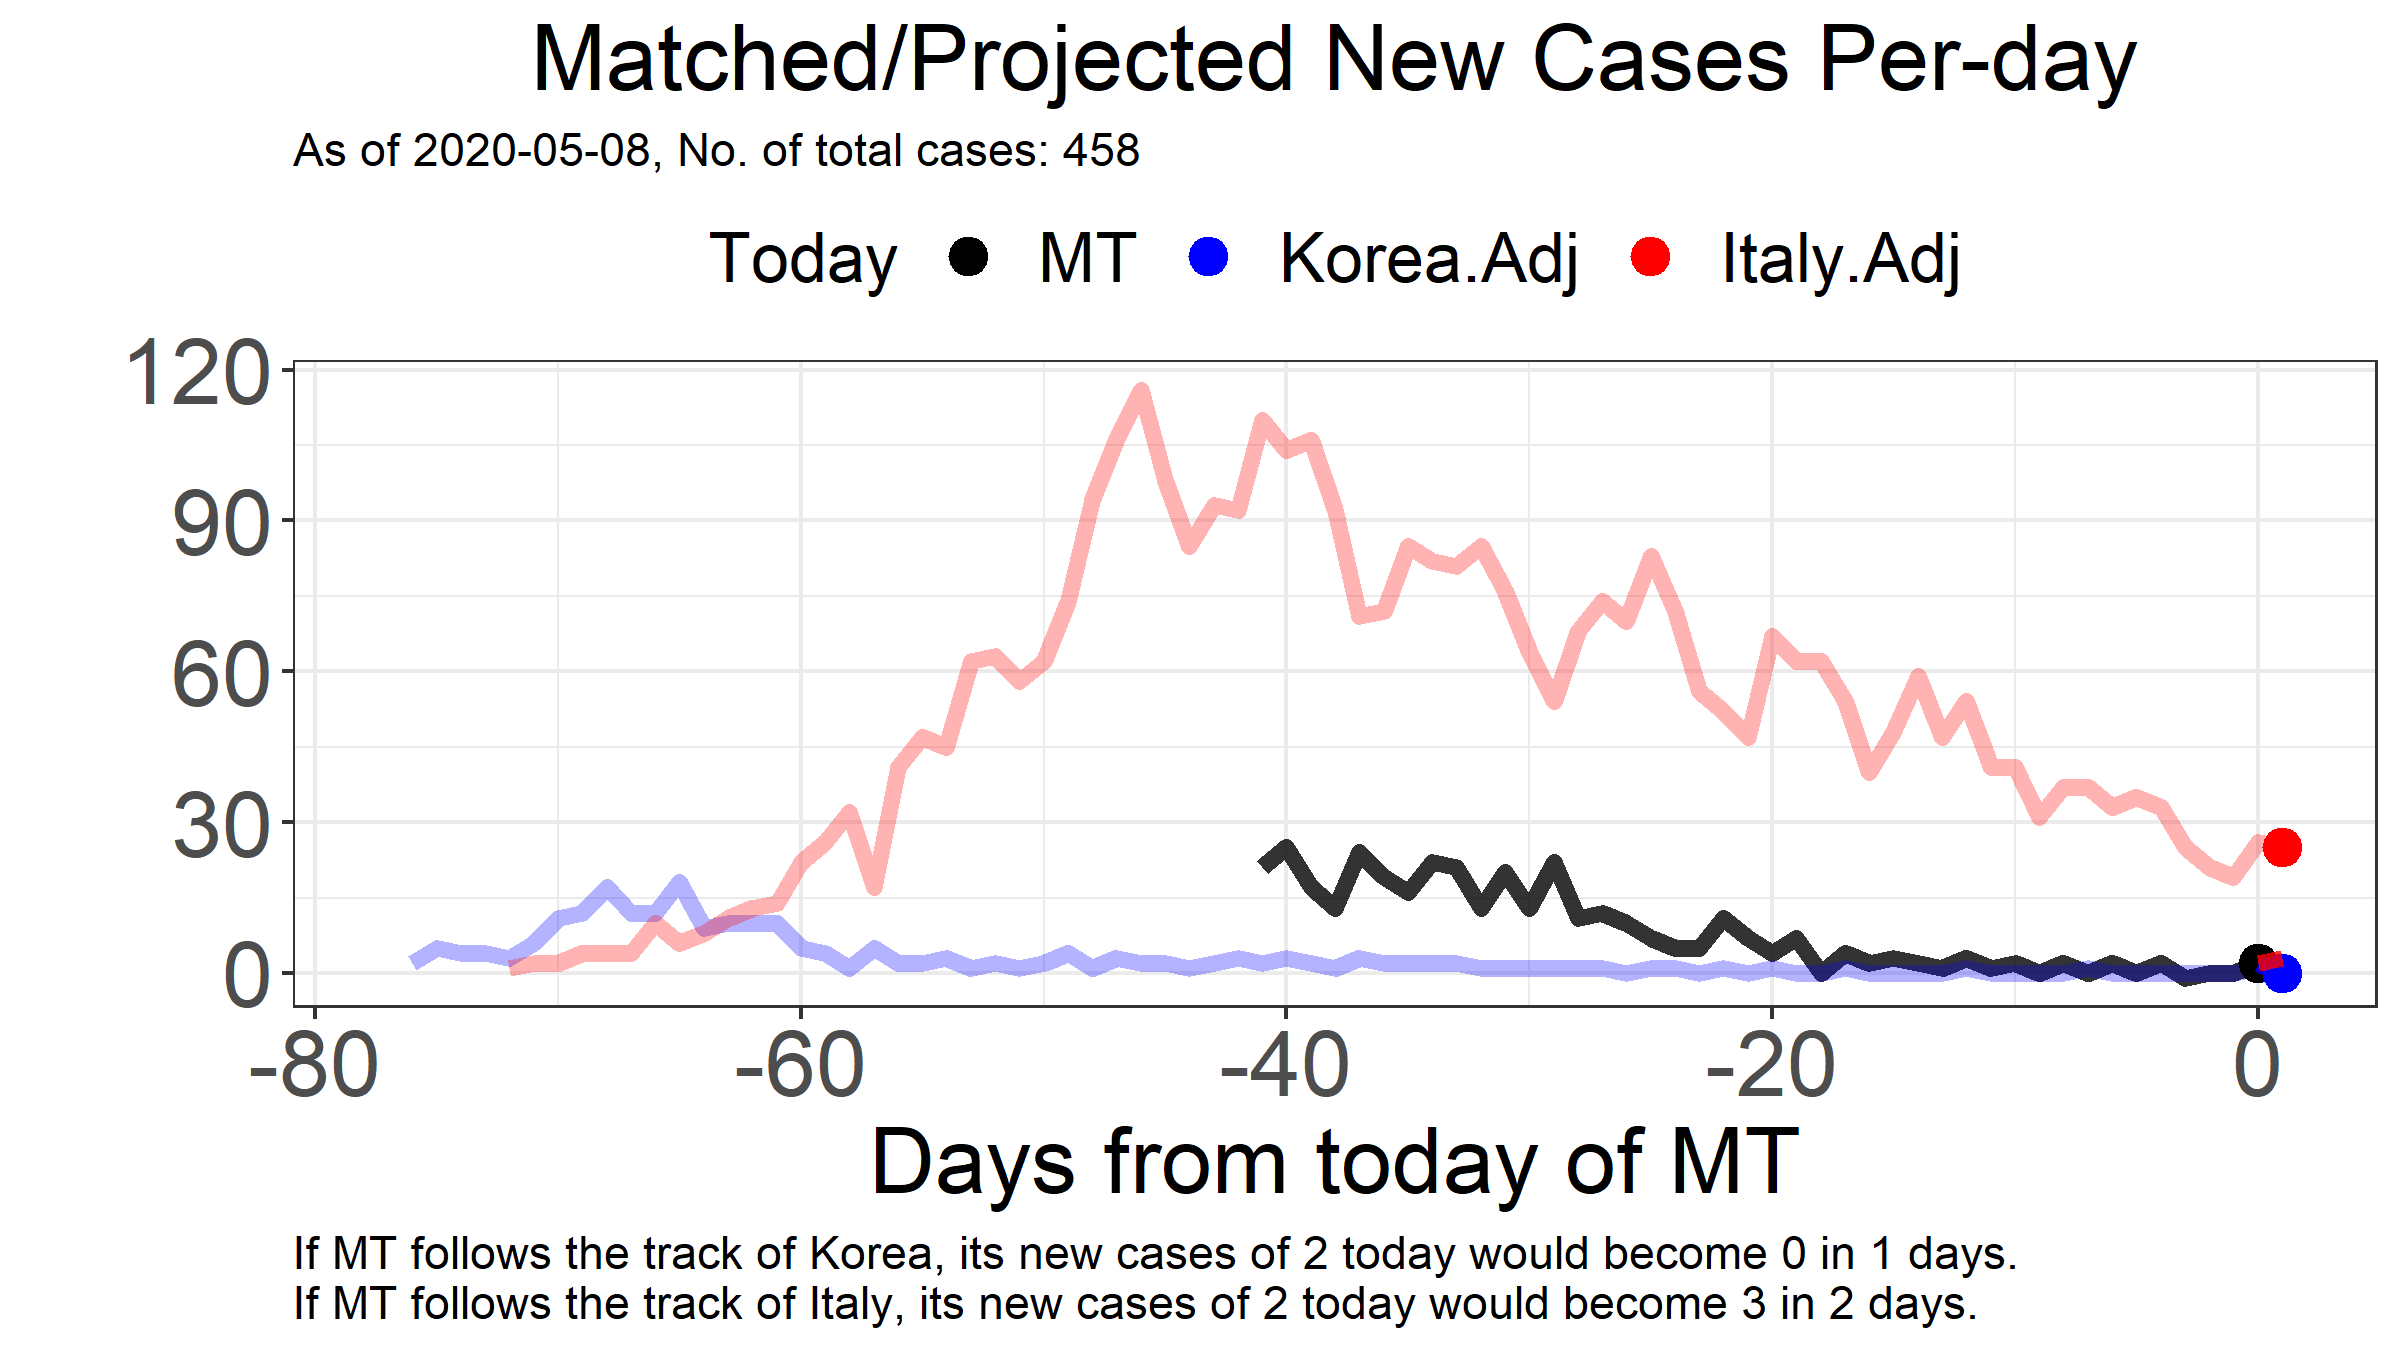 Matched/Projected New Cases Per-day
As of 2020-05-08, No. of total cases: 458
Today MT Korea.Adj Italy.Adj
120
90
60
30
0
-80 -60 -40 -20 0
Days from today of MT
If MT follows the track of Korea, its new cases of 2 today would become 0 in 1 days.
If MT follows the track of Italy, its new cases of 2 today would become 3 in 2 days.